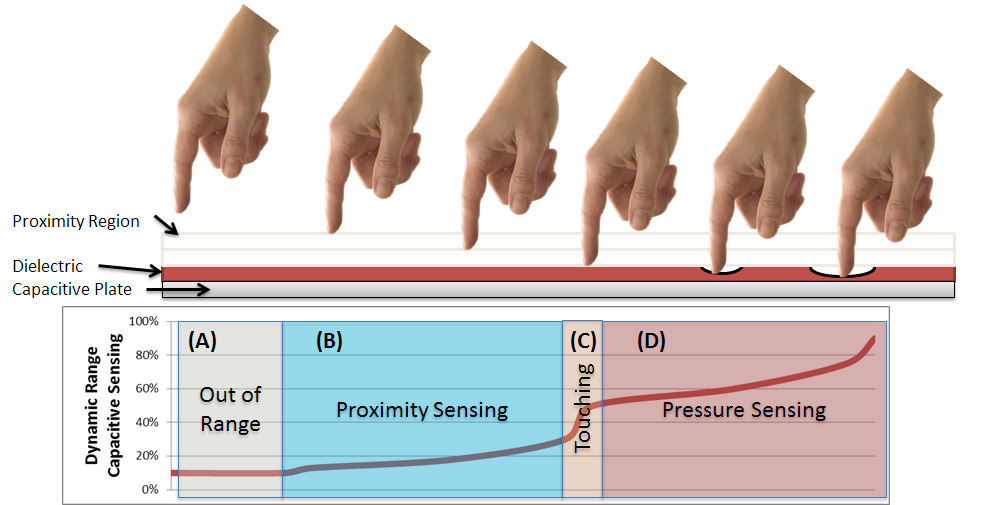 Proximity Region
Dielectric
Capacitive Plate
Dynamic Range
Capacitive Sensing
100%
80%
60%
40%
20%
0%
(A)
Out of
Range
(B)
Proximity Sensing
(C)
Touching
(D)
Pressure Sensing